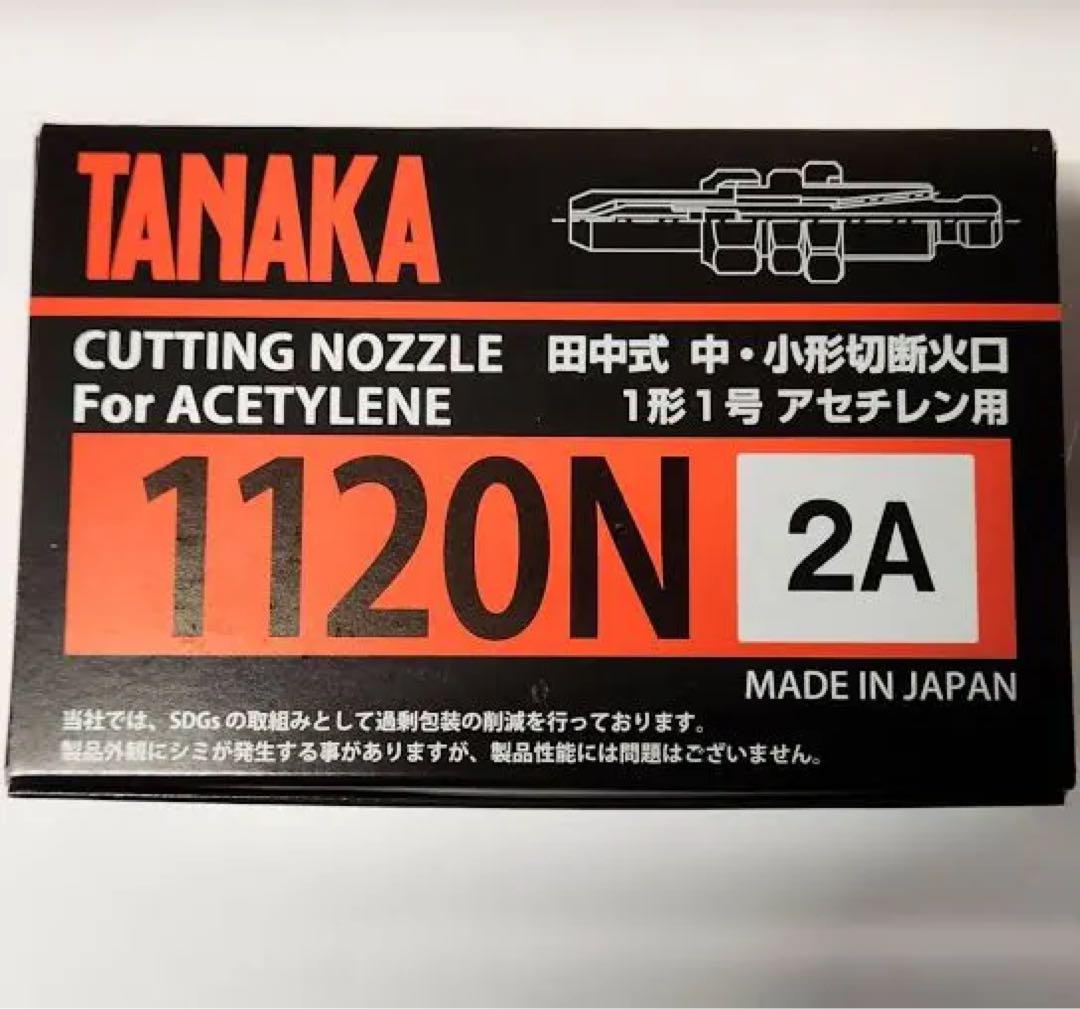 TANAKA
CUTTING NOZZLE
For ACETYLENE
田中式 中・小形切断火口
1形1号 アセチレン用
1120N
2A
MADE IN JAPAN
当社では、SDGsの取組みとして過剰包装の削減を行っております。
製品外観にシミが発生する事がありますが、製品性能には問題はございません。